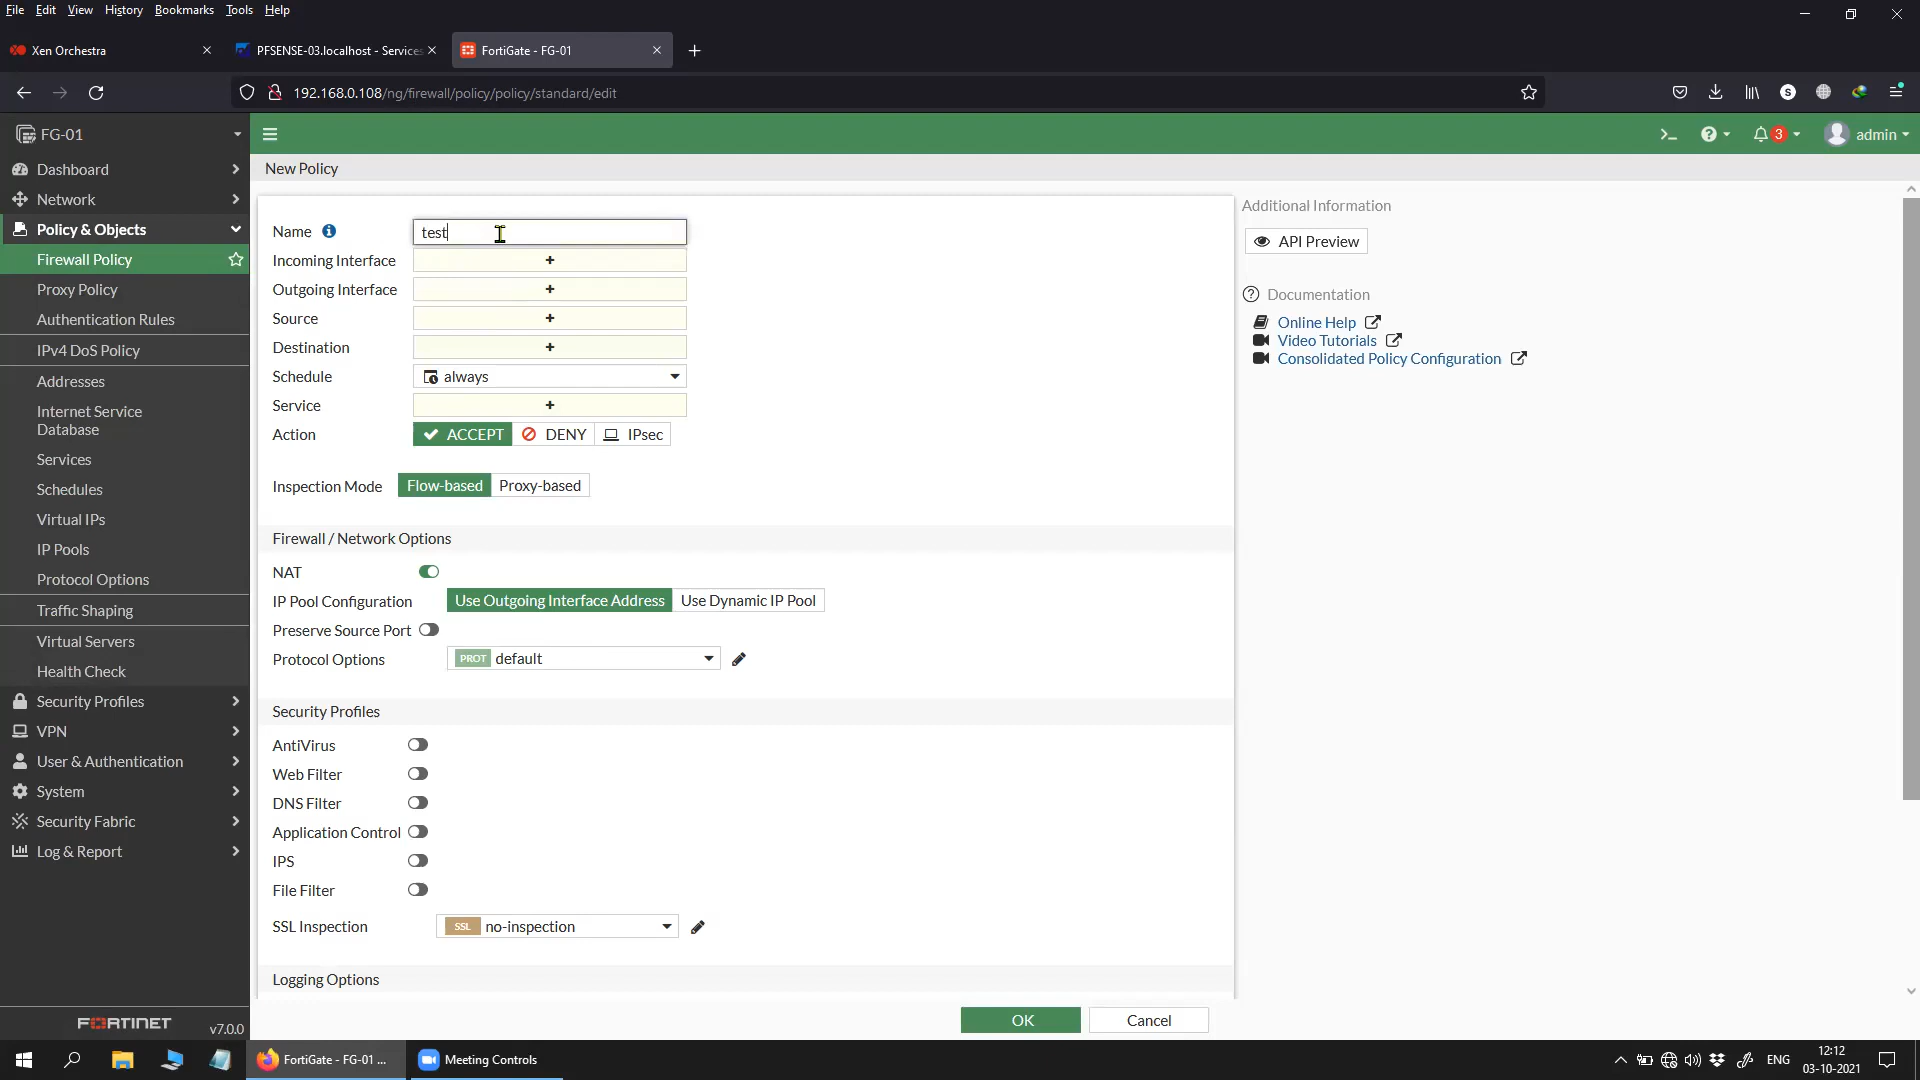 File Edit View History Bookmarks Tools Help
Xen Orchestra
PFSENSE-03.localhost - Services
FortiGate - FG-01
192.168.0.108/ng/firewall/policy/policy/standard/edit
FG-01
3
admin
Dashboard
Network
Policy & Objects
Firewall Policy
Proxy Policy
Authentication Rules
IPv4 DoS Policy
Addresses
Internet Service
Database
Services
Schedules
Virtual IPs
IP Pools
Protocol Options
Traffic Shaping
Virtual Servers
Health Check
Security Profiles
VPN
User & Authentication
System
Security Fabric
Log & Report
FORTINET
v7.0.0
New Policy
Name test
Incoming Interface +
Outgoing Interface +
Source +
Destination +
Schedule always
Service +
Action ACCEPT DENY IPsec
Inspection Mode Flow-based Proxy-based
Firewall / Network Options
NAT
IP Pool Configuration Use Outgoing Interface Address Use Dynamic IP Pool
Preserve Source Port
Protocol Options PROT default
Security Profiles
AntiVirus
Web Filter
DNS Filter
Application Control
IPS
File Filter
SSL Inspection SSL no-inspection
Logging Options
OK Cancel
Additional Information
API Preview
Documentation
Online Help
Video Tutorials
Consolidated Policy Configuration
FortiGate - FG-01 ...
Meeting Controls
ENG
12:12
03-10-2021